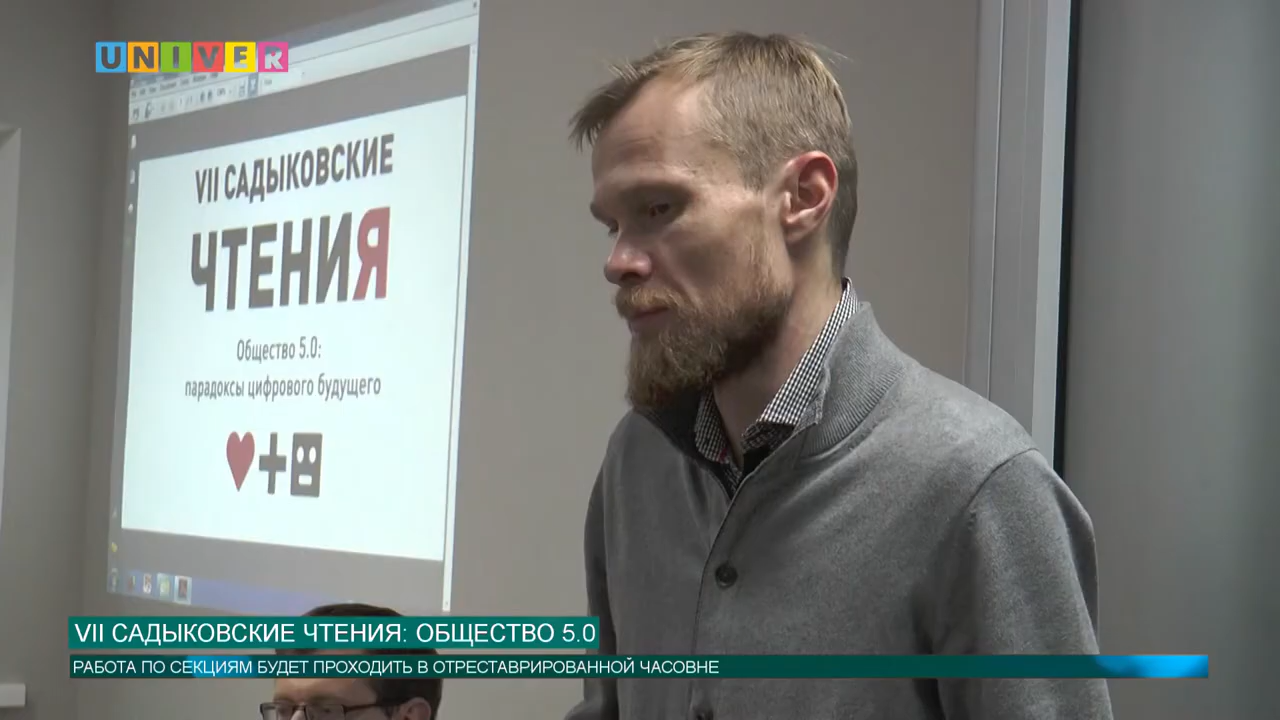 UNIVER
VII САДЫКОВСКИЕ
ЧТЕНИЯ
Общество 5.0:
парадоксы цифрового будущего
VII САДЫКОВСКИЕ ЧТЕНИЯ: ОБЩЕСТВО 5.0
РАБОТА ПО СЕКЦИЯМ БУДЕТ ПРОХОДИТЬ В ОТРЕСТАВРИРОВАННОЙ ЧАСОВНЕ